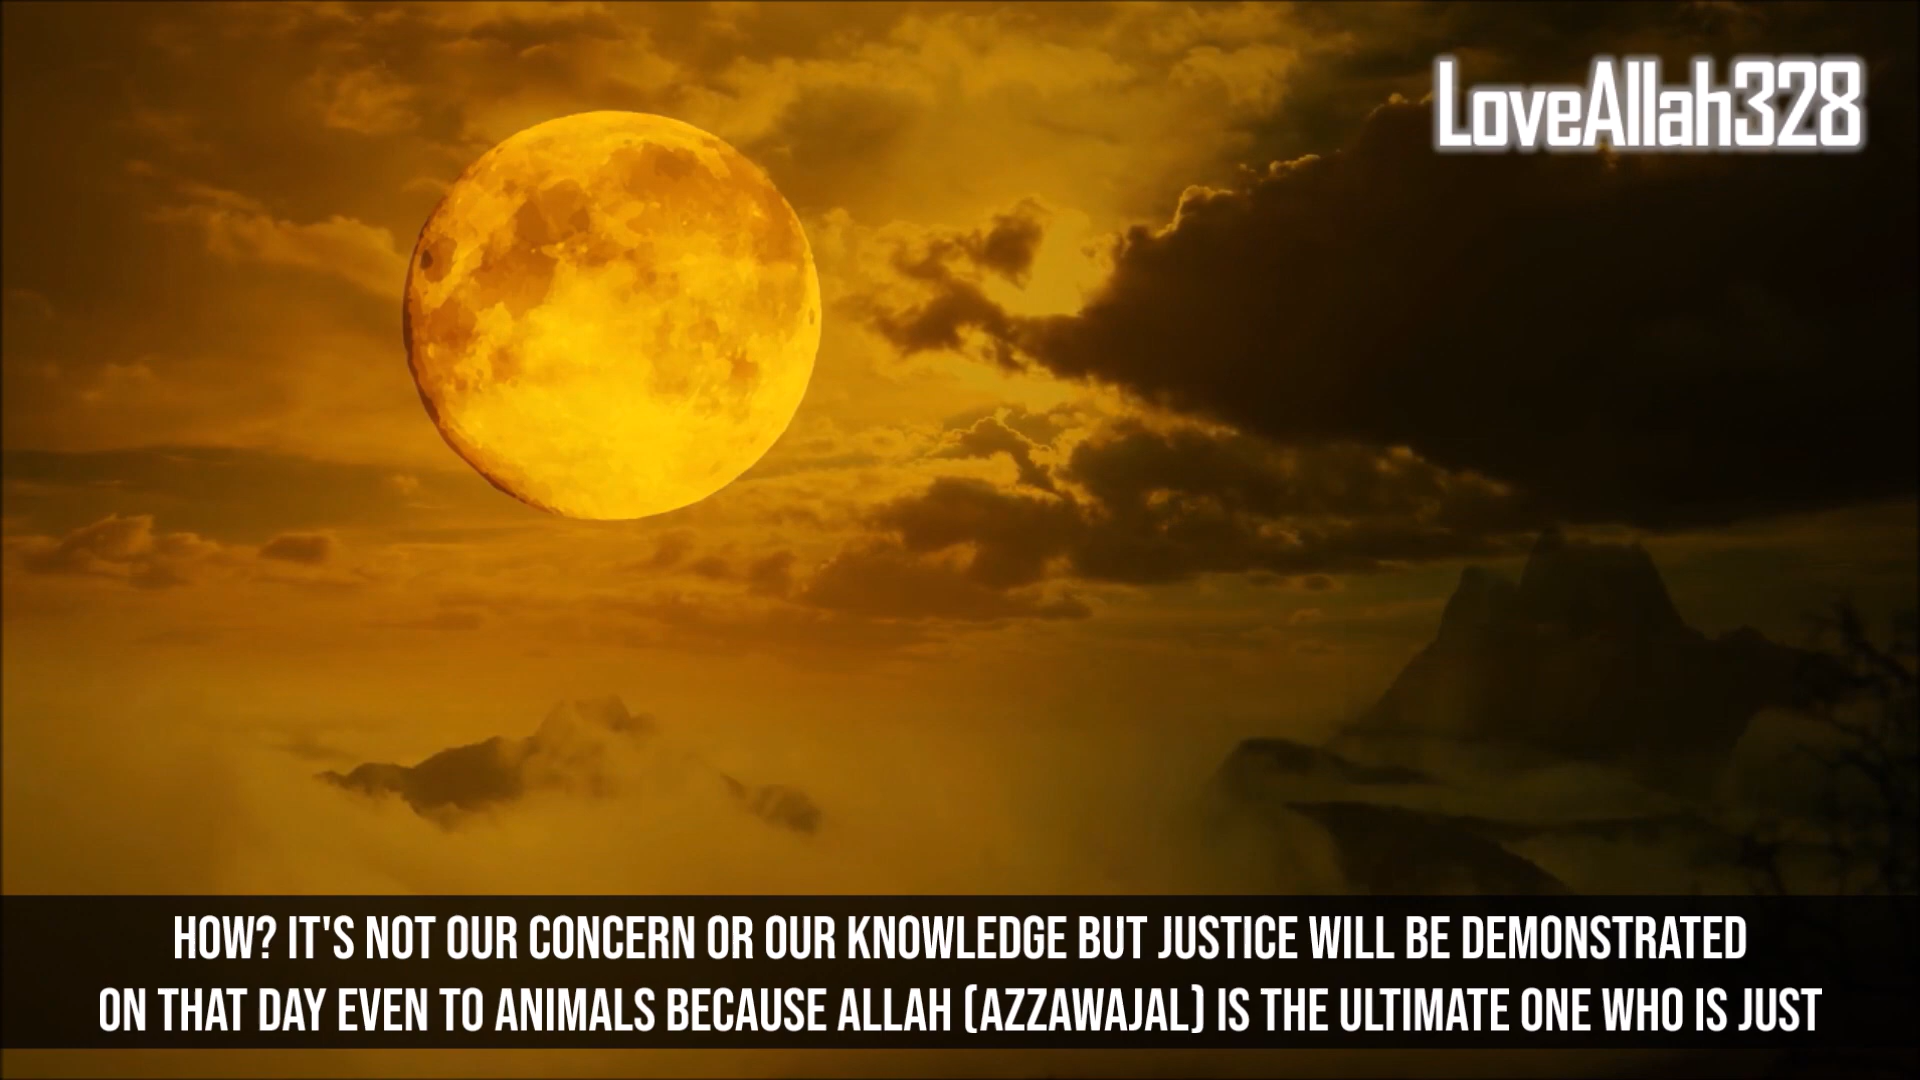 LoveAllah328
HOW? IT'S NOT OUR CONCERN OR OUR KNOWLEDGE BUT JUSTICE WILL BE DEMONSTRATED
ON THAT DAY EVEN TO ANIMALS BECAUSE ALLAH (AZZAWAJAL) IS THE ULTIMATE ONE WHO IS JUST